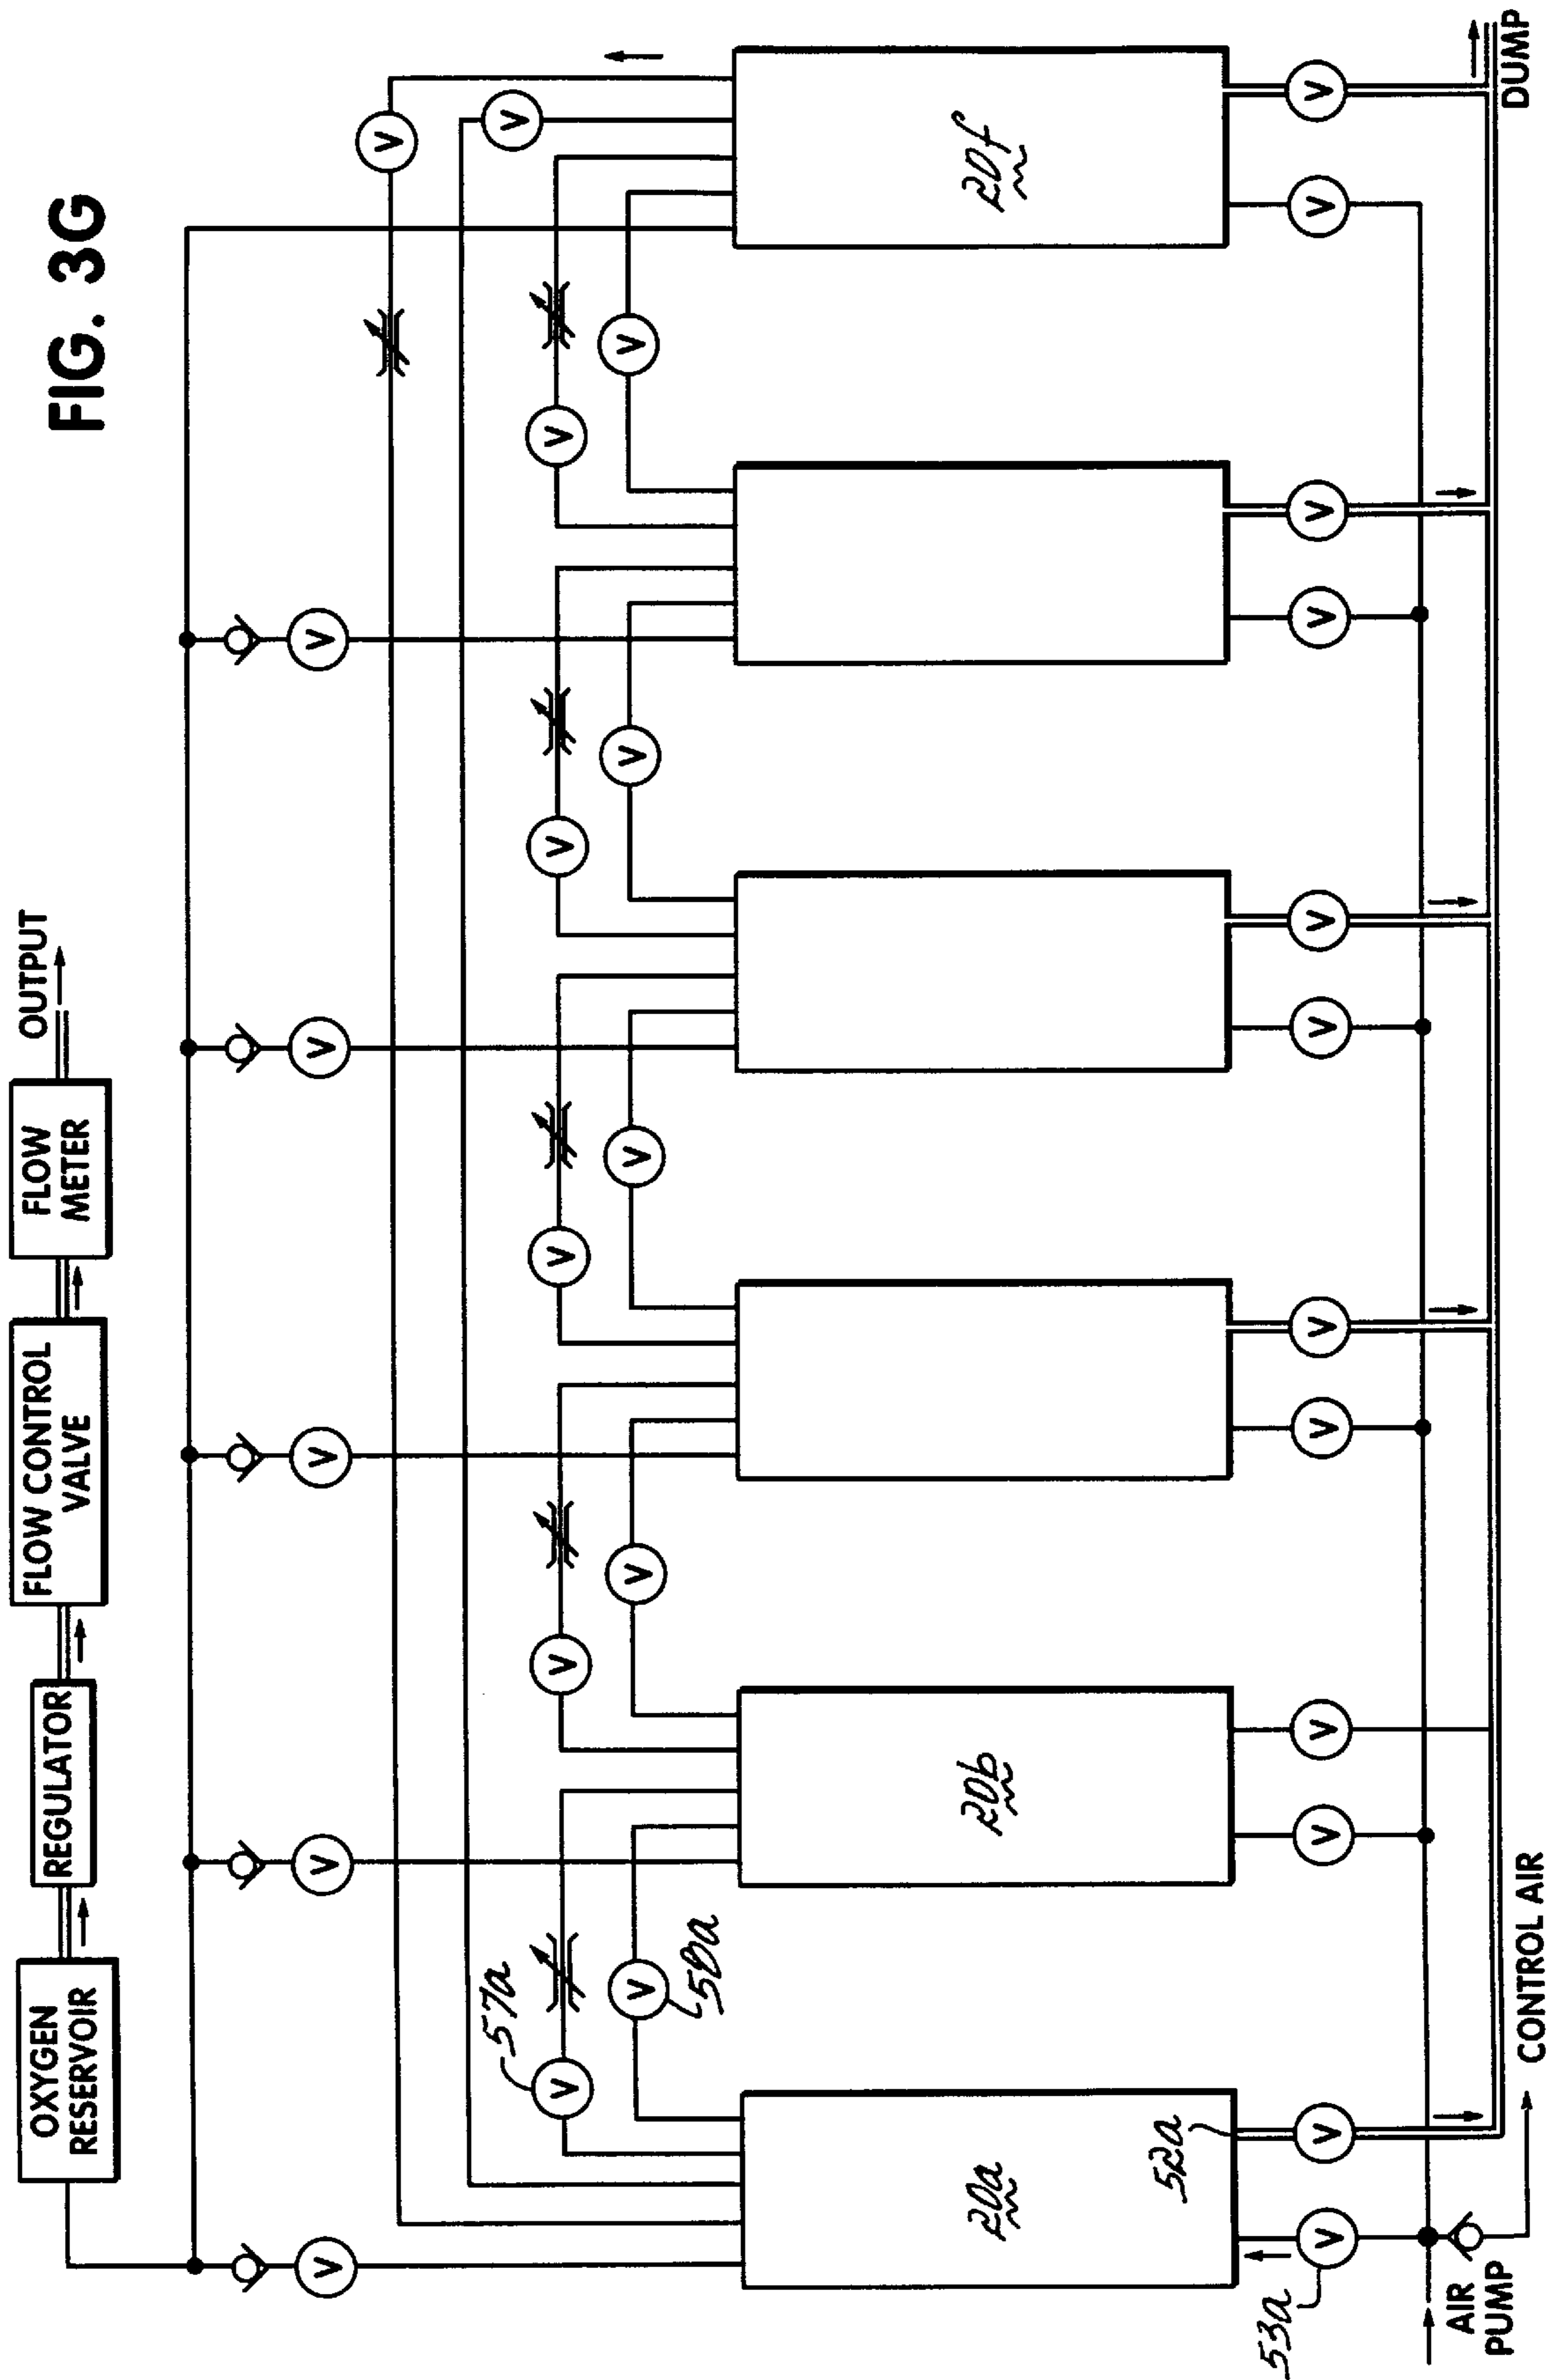 OXYGEN
RESERVOIR
REGULATOR
FLOW CONTROL
VALVE
FLOW
METER
OUTPUT
FIG. 3G
V V V V V
V
V
57a
V V V V V
V V V V V
58a
20a
20b
20f
52a
V V V V V V V V V V V V
53a
AIR
PUMP
CONTROL AIR
DUMP